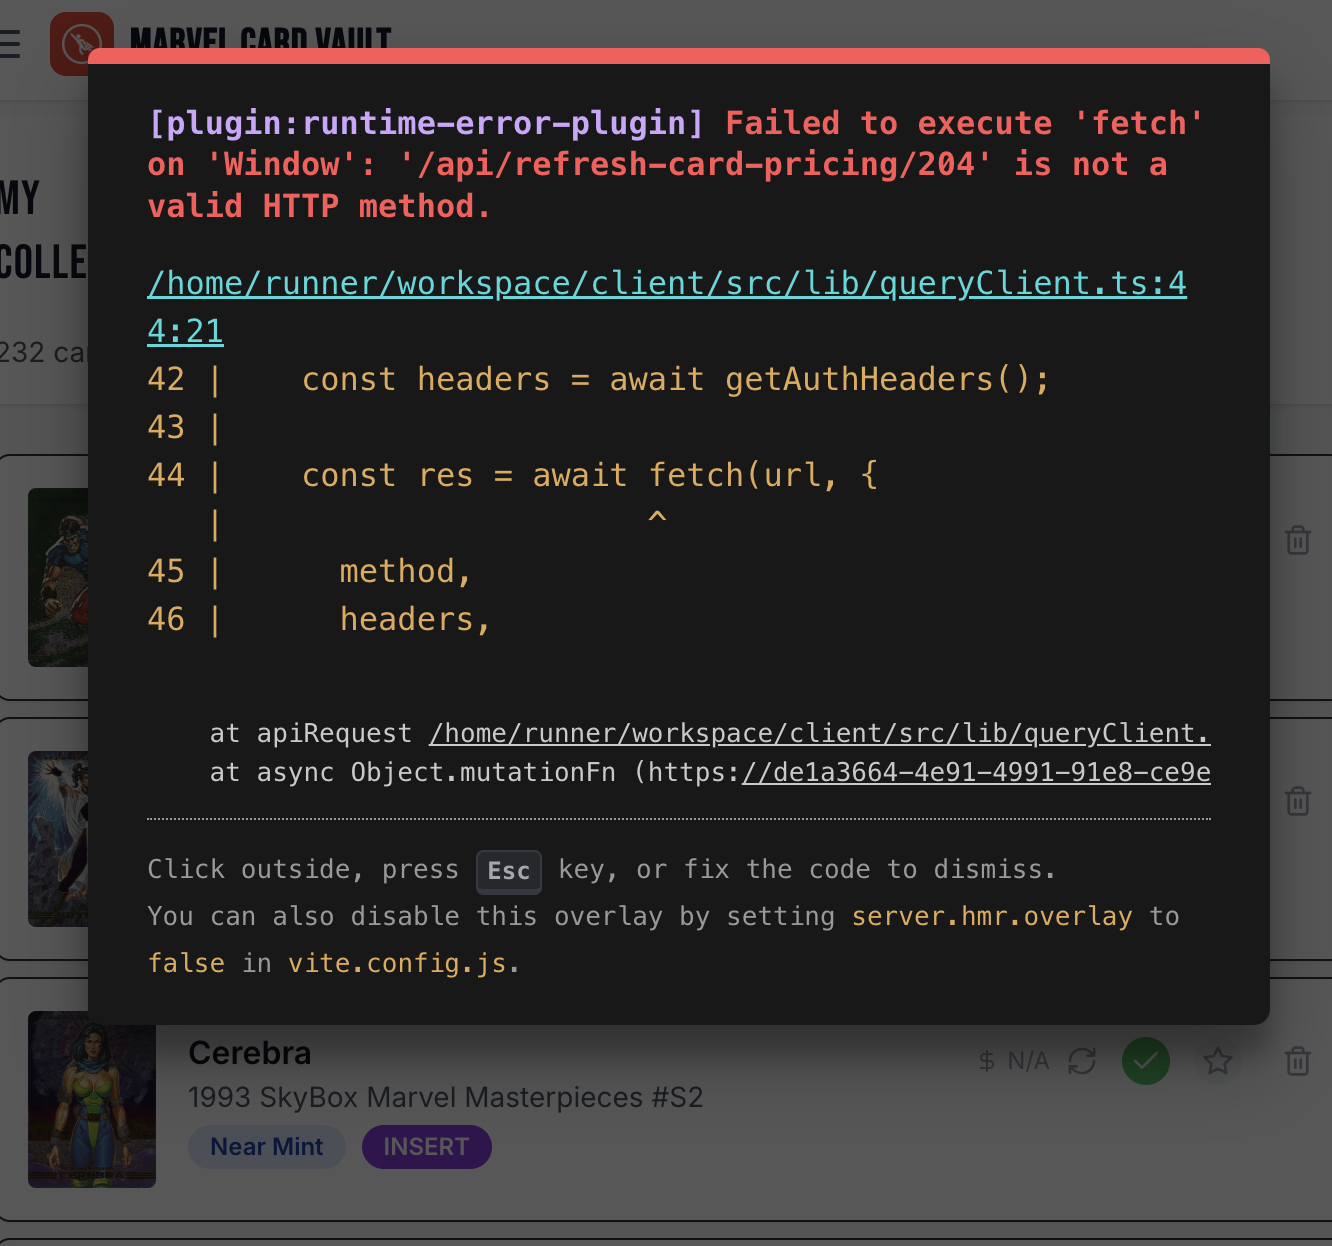 MARVEL CARD VAULT
[plugin:runtime-error-plugin] Failed to execute 'fetch'
on 'Window': '/api/refresh-card-pricing/204' is not a
valid HTTP method.
MY
COLLE
232 car
/home/runner/workspace/client/src/lib/queryClient.ts:4
4:21
42 |    const headers = await getAuthHeaders();
43 |
44 |    const res = await fetch(url, {
   |                      ^
45 |      method,
46 |      headers,
at apiRequest /home/runner/workspace/client/src/lib/queryClient.
at async Object.mutationFn (https://de1a3664-4e91-4991-91e8-ce9e
Click outside, press Esc key, or fix the code to dismiss.
You can also disable this overlay by setting server.hmr.overlay to
false in vite.config.js.
Cerebra
$ N/A
1993 SkyBox Marvel Masterpieces #S2
Near Mint INSERT